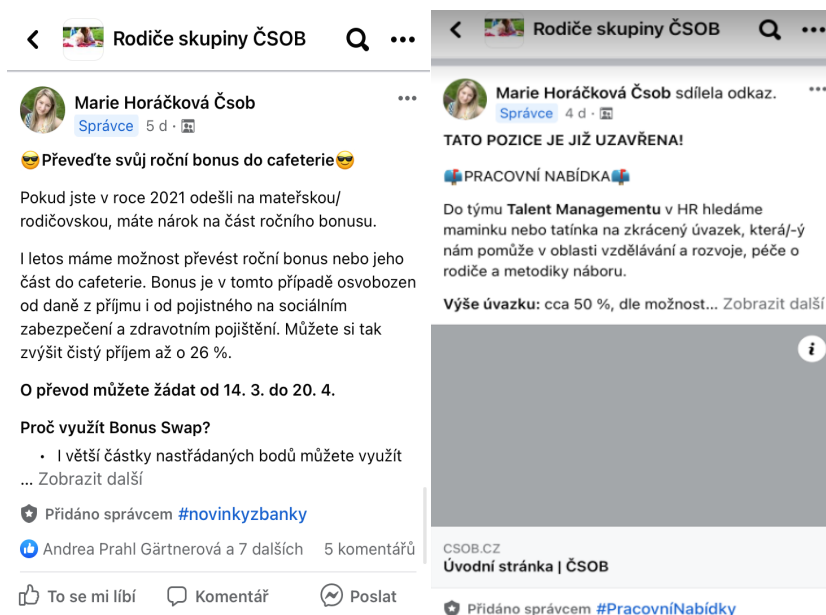 Rodiče skupiny ČSOB
Marie Horáčková Čsob
Správce 5 d ·
😎Převeďte svůj roční bonus do cafeterie😎
Pokud jste v roce 2021 odešli na mateřskou/
rodičovskou, máte nárok na část ročního bonusu.
I letos máme možnost převést roční bonus nebo jeho
část do cafeterie. Bonus je v tomto případě osvobozen
od daně z příjmu i od pojistného na sociálním
zabezpečení a zdravotním pojištění. Můžete si tak
zvýšit čistý příjem až o 26 %.
O převod můžete žádat od 14. 3. do 20. 4.
Proč využít Bonus Swap?
• I větší částky nastřádaných bodů můžete využít
... Zobrazit další
Přidáno správcem #novinkyzbanky
Andrea Prahl Gärtnerová a 7 dalších 5 komentářů
To se mi líbí Komentář Poslat
Rodiče skupiny ČSOB
Marie Horáčková Čsob sdílela odkaz.
Správce 4 d ·
TATO POZICE JE JIŽ UZAVŘENA!
📫PRACOVNÍ NABÍDKA📫
Do týmu Talent Managementu v HR hledáme
maminku nebo tatínka na zkrácený úvazek, která/-ý
nám pomůže v oblasti vzdělávání a rozvoje, péče o
rodiče a metodiky náboru.
Výše úvazku: cca 50 %, dle možnost... Zobrazit další
CSOB.CZ
Úvodní stránka | ČSOB
Přidáno správcem #PracovníNabídky